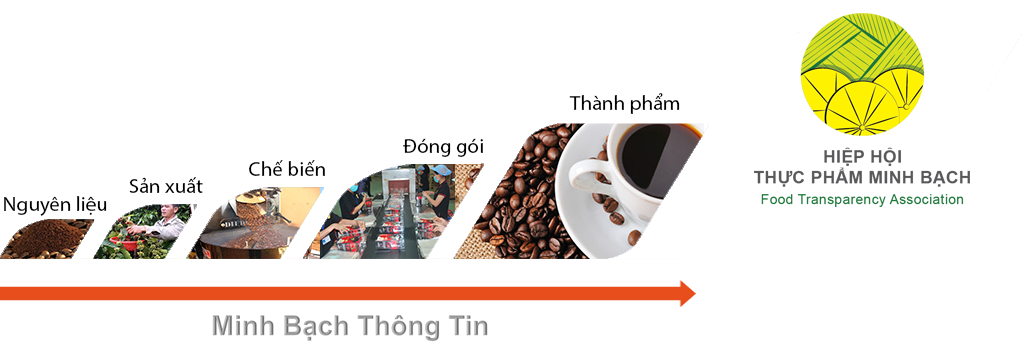 Nguyên liệu
Sản xuất
Chế biến
Đóng gói
Thành phẩm
Minh Bạch Thông Tin
HIỆP HỘI
THỰC PHẨM MINH BẠCH
Food Transparency Association